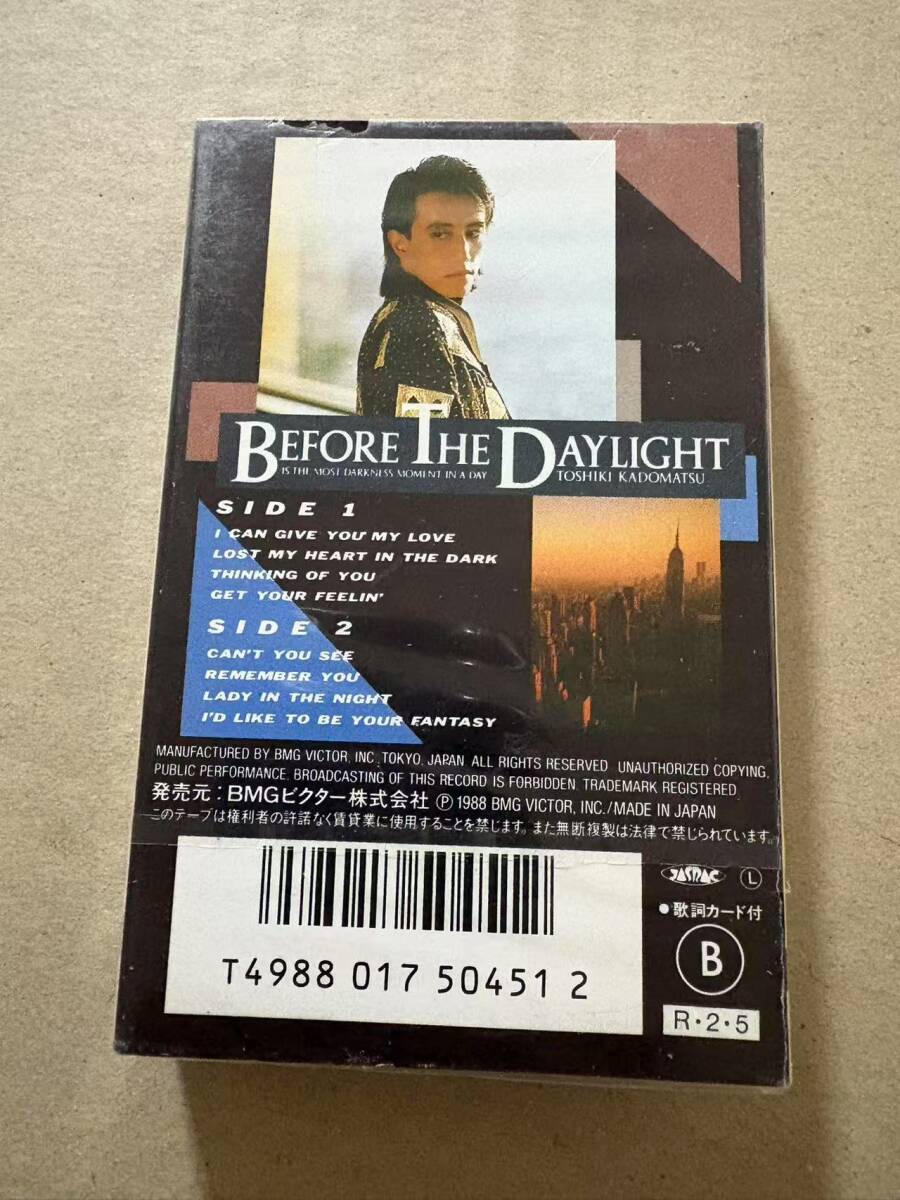 BEFORE THE DAYLIGHT
IS THE MOST DARKNESS MOMENT IN A DAY
TOSHIKI KADOMATSU
SIDE 1
I CAN GIVE YOU MY LOVE
LOST MY HEART IN THE DARK
THINKING OF YOU
GET YOUR FEELIN'
SIDE 2
CAN'T YOU SEE
REMEMBER YOU
LADY IN THE NIGHT
I'D LIKE TO BE YOUR FANTASY
MANUFACTURED BY BMG VICTOR, INC., TOKYO, JAPAN. ALL RIGHTS RESERVED. UNAUTHORIZED COPYING,
PUBLIC PERFORMANCE, BROADCASTING OF THIS RECORD IS FORBIDDEN. TRADEMARK REGISTERED.
発売元：BMGビクター株式会社 Ⓟ 1988 BMG VICTOR, INC./MADE IN JAPAN
このテープは権利者の許諾なく賃貸業に使用することを禁じます。また無断複製は法律で禁じられています。
JASRAC Ⓛ
●歌詞カード付
B
R・2・5
T4988 017 50451 2